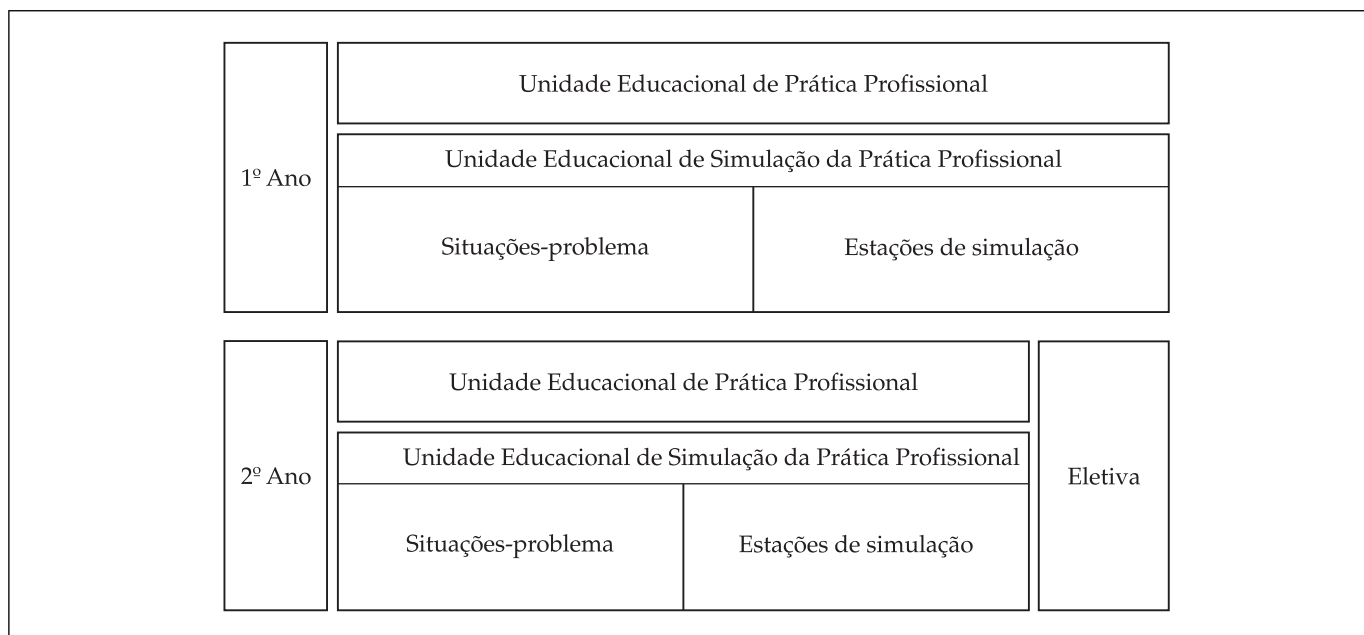 1º Ano
Unidade Educacional de Prática Profissional
Unidade Educacional de Simulação da Prática Profissional
Situações-problema
Estações de simulação
2º Ano
Unidade Educacional de Prática Profissional
Unidade Educacional de Simulação da Prática Profissional
Situações-problema
Estações de simulação
Eletiva